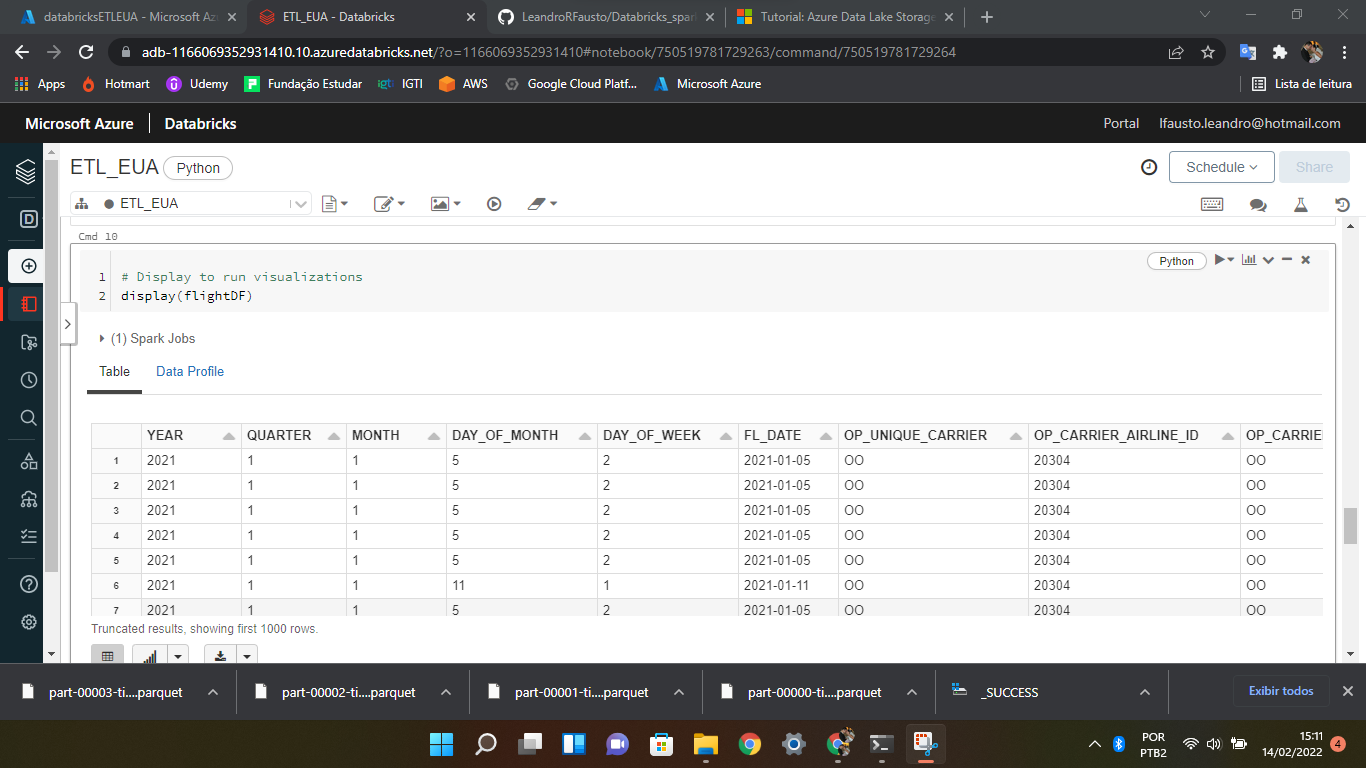 databricksETLEUA - Microsoft Az
ETL_EUA - Databricks
LeandroRFausto/Databricks_spar
Tutorial: Azure Data Lake Storage
adb-1166069352931410.10.azuredatabricks.net/?o=1166069352931410#notebook/750519781729263/command/750519781729264
Apps Hotmart Udemy Fundação Estudar IGTI AWS Google Cloud Platf... Microsoft Azure Lista de leitura
Microsoft Azure Databricks Portal lfausto.leandro@hotmail.com
ETL_EUA Python Schedule Share
ETL_EUA
Cmd 10
Python
1 # Display to run visualizations
2 display(flightDF)
(1) Spark Jobs
Table Data Profile
YEAR QUARTER MONTH DAY_OF_MONTH DAY_OF_WEEK FL_DATE OP_UNIQUE_CARRIER OP_CARRIER_AIRLINE_ID OP_CARRIE
1 2021 1 1 5 2 2021-01-05 OO 20304 OO
2 2021 1 1 5 2 2021-01-05 OO 20304 OO
3 2021 1 1 5 2 2021-01-05 OO 20304 OO
4 2021 1 1 5 2 2021-01-05 OO 20304 OO
5 2021 1 1 5 2 2021-01-05 OO 20304 OO
6 2021 1 1 11 1 2021-01-11 OO 20304 OO
7 2021 1 1 5 2 2021-01-05 OO 20304 OO
Truncated results, showing first 1000 rows.
part-00003-ti....parquet part-00002-ti....parquet part-00001-ti....parquet part-00000-ti....parquet _SUCCESS Exibir todos
POR
PTB2
15:11
14/02/2022
4